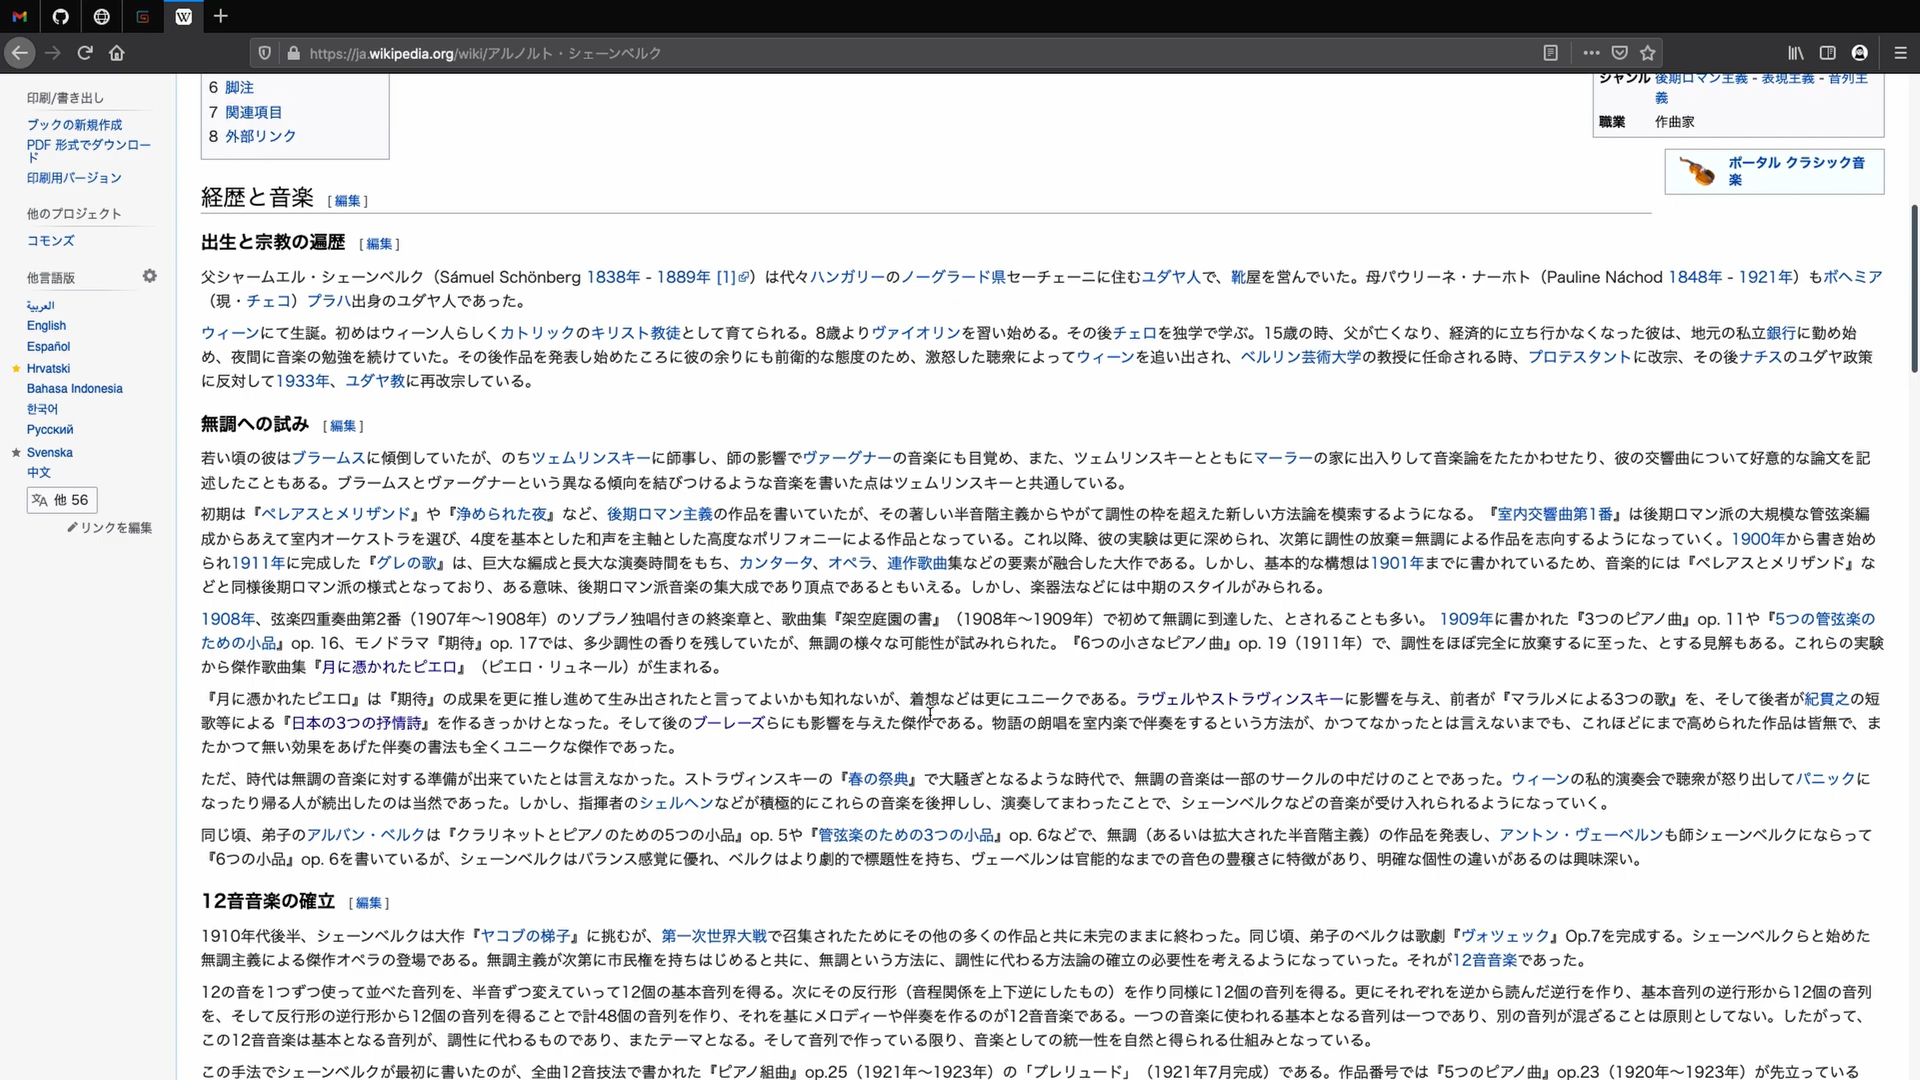 https://ja.wikipedia.org/wiki/アルノルト・シェーンベルク
印刷/書き出し
ブックの新規作成
PDF 形式でダウンロー
ド
印刷用バージョン
他のプロジェクト
コモンズ
他言語版
العربية
English
Español
Hrvatski
Bahasa Indonesia
한국어
Русский
Svenska
中文
他 56
リンクを編集
6 脚注
7 関連項目
8 外部リンク
ジャンル 後期ロマン主義 - 表現主義 - 音列主
義
職業 作曲家
ポータル クラシック音
楽
経歴と音楽 [ 編集 ]
出生と宗教の遍歴 [ 編集 ]
父シャームエル・シェーンベルク（Sámuel Schönberg 1838年 - 1889年 [1]）は代々ハンガリーのノーグラード県セーチェーニに住むユダヤ人で、靴屋を営んでいた。母パウリーネ・ナーホト（Pauline Náchod 1848年 - 1921年）もボヘミア
（現・チェコ）プラハ出身のユダヤ人であった。
ウィーンにて生誕。初めはウィーン人らしくカトリックのキリスト教徒として育てられる。8歳よりヴァイオリンを習い始める。その後チェロを独学で学ぶ。15歳の時、父が亡くなり、経済的に立ち行かなくなった彼は、地元の私立銀行に勤め始
め、夜間に音楽の勉強を続けていた。その後作品を発表し始めたころに彼の余りにも前衛的な態度のため、激怒した聴衆によってウィーンを追い出され、ベルリン芸術大学の教授に任命される時、プロテスタントに改宗、その後ナチスのユダヤ政策
に反対して1933年、ユダヤ教に再改宗している。
無調への試み [ 編集 ]
若い頃の彼はブラームスに傾倒していたが、のちツェムリンスキーに師事し、師の影響でヴァーグナーの音楽にも目覚め、また、ツェムリンスキーとともにマーラーの家に出入りして音楽論をたたかわせたり、彼の交響曲について好意的な論文を記
述したこともある。ブラームスとヴァーグナーという異なる傾向を結びつけるような音楽を書いた点はツェムリンスキーと共通している。
初期は『ペレアスとメリザンド』や『浄められた夜』など、後期ロマン主義の作品を書いていたが、その著しい半音階主義からやがて調性の枠を超えた新しい方法論を模索するようになる。『室内交響曲第1番』は後期ロマン派の大規模な管弦楽編
成からあえて室内オーケストラを選び、4度を基本とした和声を主軸とした高度なポリフォニーによる作品となっている。これ以降、彼の実験は更に深められ、次第に調性の放棄＝無調による作品を志向するようになっていく。1900年から書き始め
られ1911年に完成した『グレの歌』は、巨大な編成と長大な演奏時間をもち、カンタータ、オペラ、連作歌曲集などの要素が融合した大作である。しかし、基本的な構想は1901年までに書かれているため、音楽的には『ペレアスとメリザンド』な
どと同様後期ロマン派の様式となっており、ある意味、後期ロマン派音楽の集大成であり頂点であるともいえる。しかし、楽器法などには中期のスタイルがみられる。
1908年、弦楽四重奏曲第2番（1907年〜1908年）のソプラノ独唱付きの終楽章と、歌曲集『架空庭園の書』（1908年〜1909年）で初めて無調に到達した、とされることも多い。 1909年に書かれた『3つのピアノ曲』op. 11や『5つの管弦楽の
ための小品』op. 16、モノドラマ『期待』op. 17では、多少調性の香りを残していたが、無調の様々な可能性が試みれられた。『6つの小さなピアノ曲』op. 19（1911年）で、調性をほぼ完全に放棄するに至った、とする見解もある。これらの実験
から傑作歌曲集『月に憑かれたピエロ』（ピエロ・リュネール）が生まれる。
『月に憑かれたピエロ』は『期待』の成果を更に推し進めて生み出されたと言ってよいかも知れないが、着想などは更にユニークである。ラヴェルやストラヴィンスキーに影響を与え、前者が『マラルメによる3つの歌』を、そして後者が紀貫之の短
歌等による『日本の3つの抒情詩』を作るきっかけとなった。そして後のブーレーズらにも影響を与えた傑作である。物語の朗唱を室内楽で伴奏をするという方法が、かつてなかったとは言えないまでも、これほどにまで高められた作品は皆無で、ま
たかつて無い効果をあげた伴奏の書法も全くユニークな傑作であった。
ただ、時代は無調の音楽に対する準備が出来ていたとは言えなかった。ストラヴィンスキーの『春の祭典』で大騒ぎとなるような時代で、無調の音楽は一部のサークルの中だけのことであった。ウィーンの私的演奏会で聴衆が怒り出してパニックに
なったり帰る人が続出したのは当然であった。しかし、指揮者のシェルヘンなどが積極的にこれらの音楽を後押しし、演奏してまわったことで、シェーンベルクなどの音楽が受け入れられるようになっていく。
同じ頃、弟子のアルバン・ベルクは『クラリネットとピアノのための5つの小品』op. 5や『管弦楽のための3つの小品』op. 6などで、無調（あるいは拡大された半音階主義）の作品を発表し、アントン・ヴェーベルンも師シェーンベルクにならって
『6つの小品』op. 6を書いているが、シェーンベルクはバランス感覚に優れ、ベルクはより劇的で標題性を持ち、ヴェーベルンは官能的なまでの音色の豊穣さに特徴があり、明確な個性の違いがあるのは興味深い。
12音音楽の確立 [ 編集 ]
1910年代後半、シェーンベルクは大作『ヤコブの梯子』に挑むが、第一次世界大戦で召集されたためにその他の多くの作品と共に未完のままに終わった。同じ頃、弟子のベルクは歌劇『ヴォツェック』Op.7を完成する。シェーンベルクらと始めた
無調主義による傑作オペラの登場である。無調主義が次第に市民権を持ちはじめると共に、無調という方法に、調性に代わる方法論の確立の必要性を考えるようになっていった。それが12音音楽であった。
12の音を1つずつ使って並べた音列を、半音ずつ変えていって12個の基本音列を得る。次にその反行形（音程関係を上下逆にしたもの）を作り同様に12個の音列を得る。更にそれぞれを逆から読んだ逆行を作り、基本音列の逆行形から12個の音列
を、そして反行形の逆行形から12個の音列を得ることで計48個の音列を作り、それを基にメロディーや伴奏を作るのが12音音楽である。一つの音楽に使われる基本となる音列は一つであり、別の音列が混ざることは原則としてない。したがって、
この12音音楽は基本となる音列が、調性に代わるものであり、またテーマとなる。そして音列で作っている限り、音楽としての統一性を自然と得られる仕組みとなっている。
この手法でシェーンベルクが最初に書いたのが、全曲12音技法で書かれた『ピアノ組曲』op.25（1921年〜1923年）の「プレリュード」（1921年7月完成）である。作品番号では『5つのピアノ曲』op.23（1920年〜1923年）が先立っている